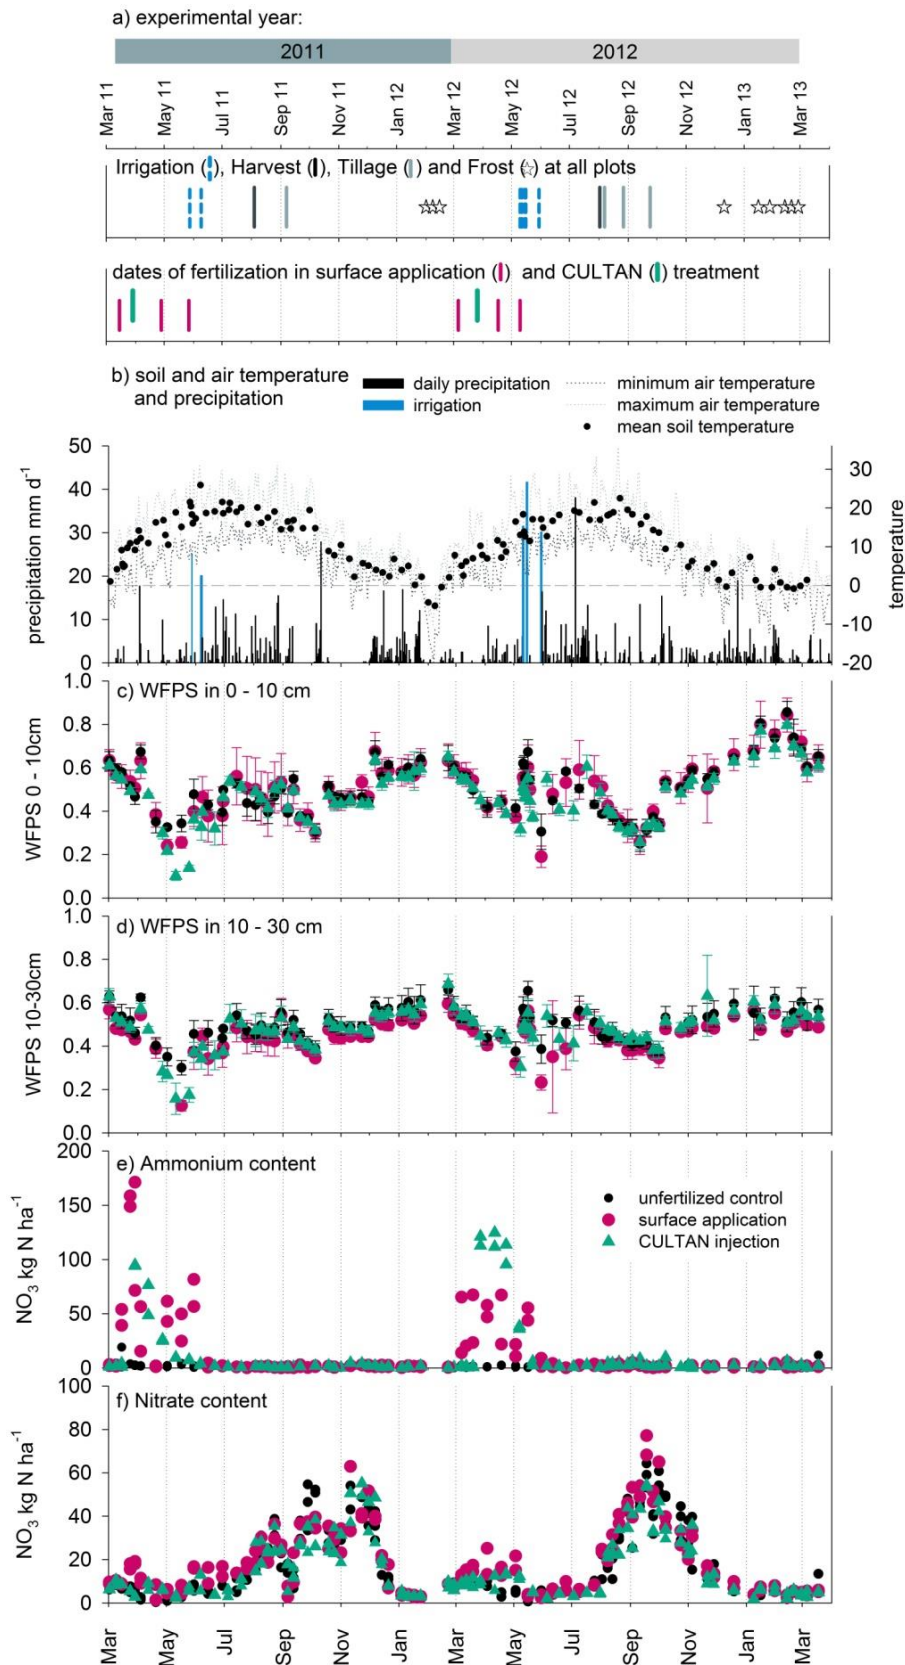 a) experimental year:
2011 2012
Mar 11 May 11 Jul 11 Sep 11 Nov 11 Jan 12 Mar 12 May 12 Jul 12 Sep 12 Nov 12 Jan 13 Mar 13
Irrigation ( ), Harvest ( ), Tillage ( ) and Frost (☆) at all plots
dates of fertilization in surface application ( ) and CULTAN ( ) treatment
b) soil and air temperature
and precipitation
daily precipitation
irrigation
minimum air temperature
maximum air temperature
mean soil temperature
precipitation mm d⁻¹
50
40
30
20
10
0
temperature
30
20
10
0
-10
-20
c) WFPS in 0 - 10 cm
WFPS 0 - 10cm
1.0
0.8
0.6
0.4
0.2
0.0
d) WFPS in 10 - 30 cm
WFPS 10-30cm
1.0
0.8
0.6
0.4
0.2
0.0
e) Ammonium content
NO₃ kg N ha⁻¹
200
150
100
50
0
unfertilized control
surface application
CULTAN injection
f) Nitrate content
NO₃ kg N ha⁻¹
100
80
60
40
20
0
Mar May Jul Sep Nov Jan Mar May Jul Sep Nov Jan Mar